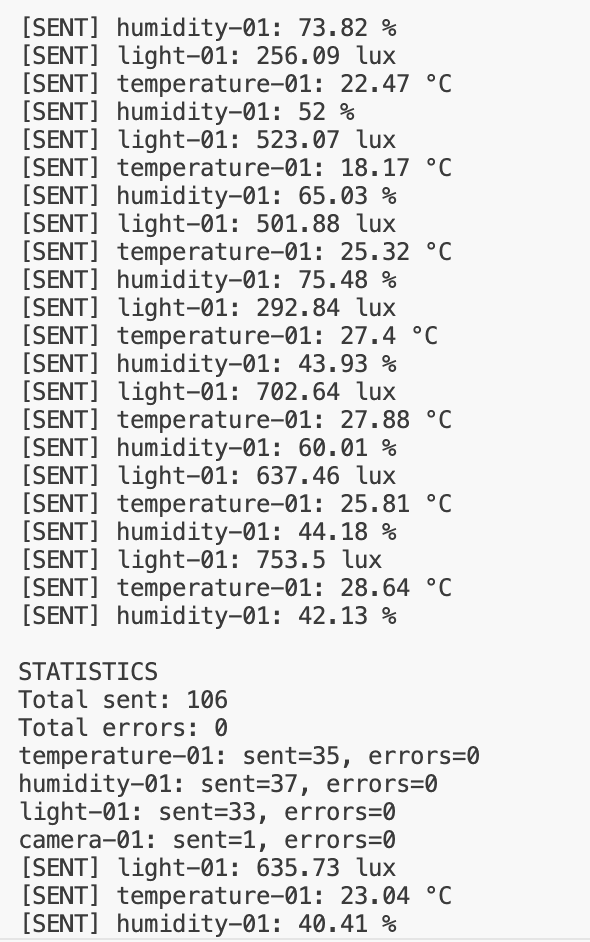 [SENT] humidity-01: 73.82 %
[SENT] light-01: 256.09 lux
[SENT] temperature-01: 22.47 °C
[SENT] humidity-01: 52 %
[SENT] light-01: 523.07 lux
[SENT] temperature-01: 18.17 °C
[SENT] humidity-01: 65.03 %
[SENT] light-01: 501.88 lux
[SENT] temperature-01: 25.32 °C
[SENT] humidity-01: 75.48 %
[SENT] light-01: 292.84 lux
[SENT] temperature-01: 27.4 °C
[SENT] humidity-01: 43.93 %
[SENT] light-01: 702.64 lux
[SENT] temperature-01: 27.88 °C
[SENT] humidity-01: 60.01 %
[SENT] light-01: 637.46 lux
[SENT] temperature-01: 25.81 °C
[SENT] humidity-01: 44.18 %
[SENT] light-01: 753.5 lux
[SENT] temperature-01: 28.64 °C
[SENT] humidity-01: 42.13 %
STATISTICS
Total sent: 106
Total errors: 0
temperature-01: sent=35, errors=0
humidity-01: sent=37, errors=0
light-01: sent=33, errors=0
camera-01: sent=1, errors=0
[SENT] light-01: 635.73 lux
[SENT] temperature-01: 23.04 °C
[SENT] humidity-01: 40.41 %